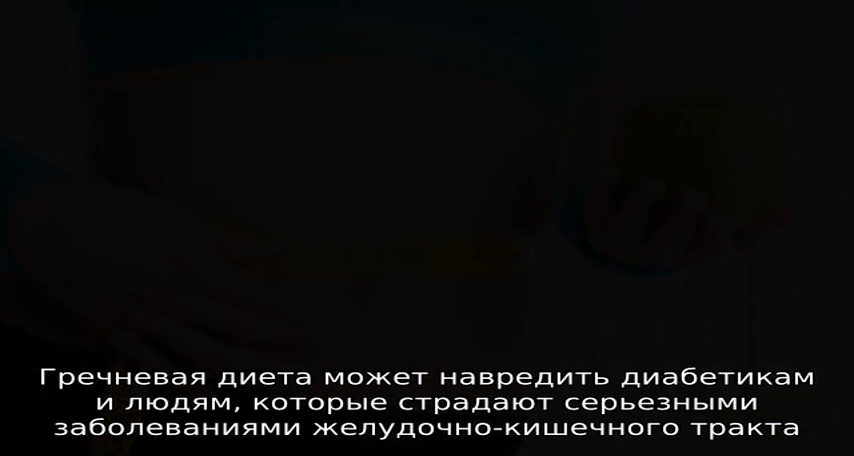 Гречневая диета может навредить диабетикам
и людям, которые страдают серьезными
заболеваниями желудочно-кишечного тракта